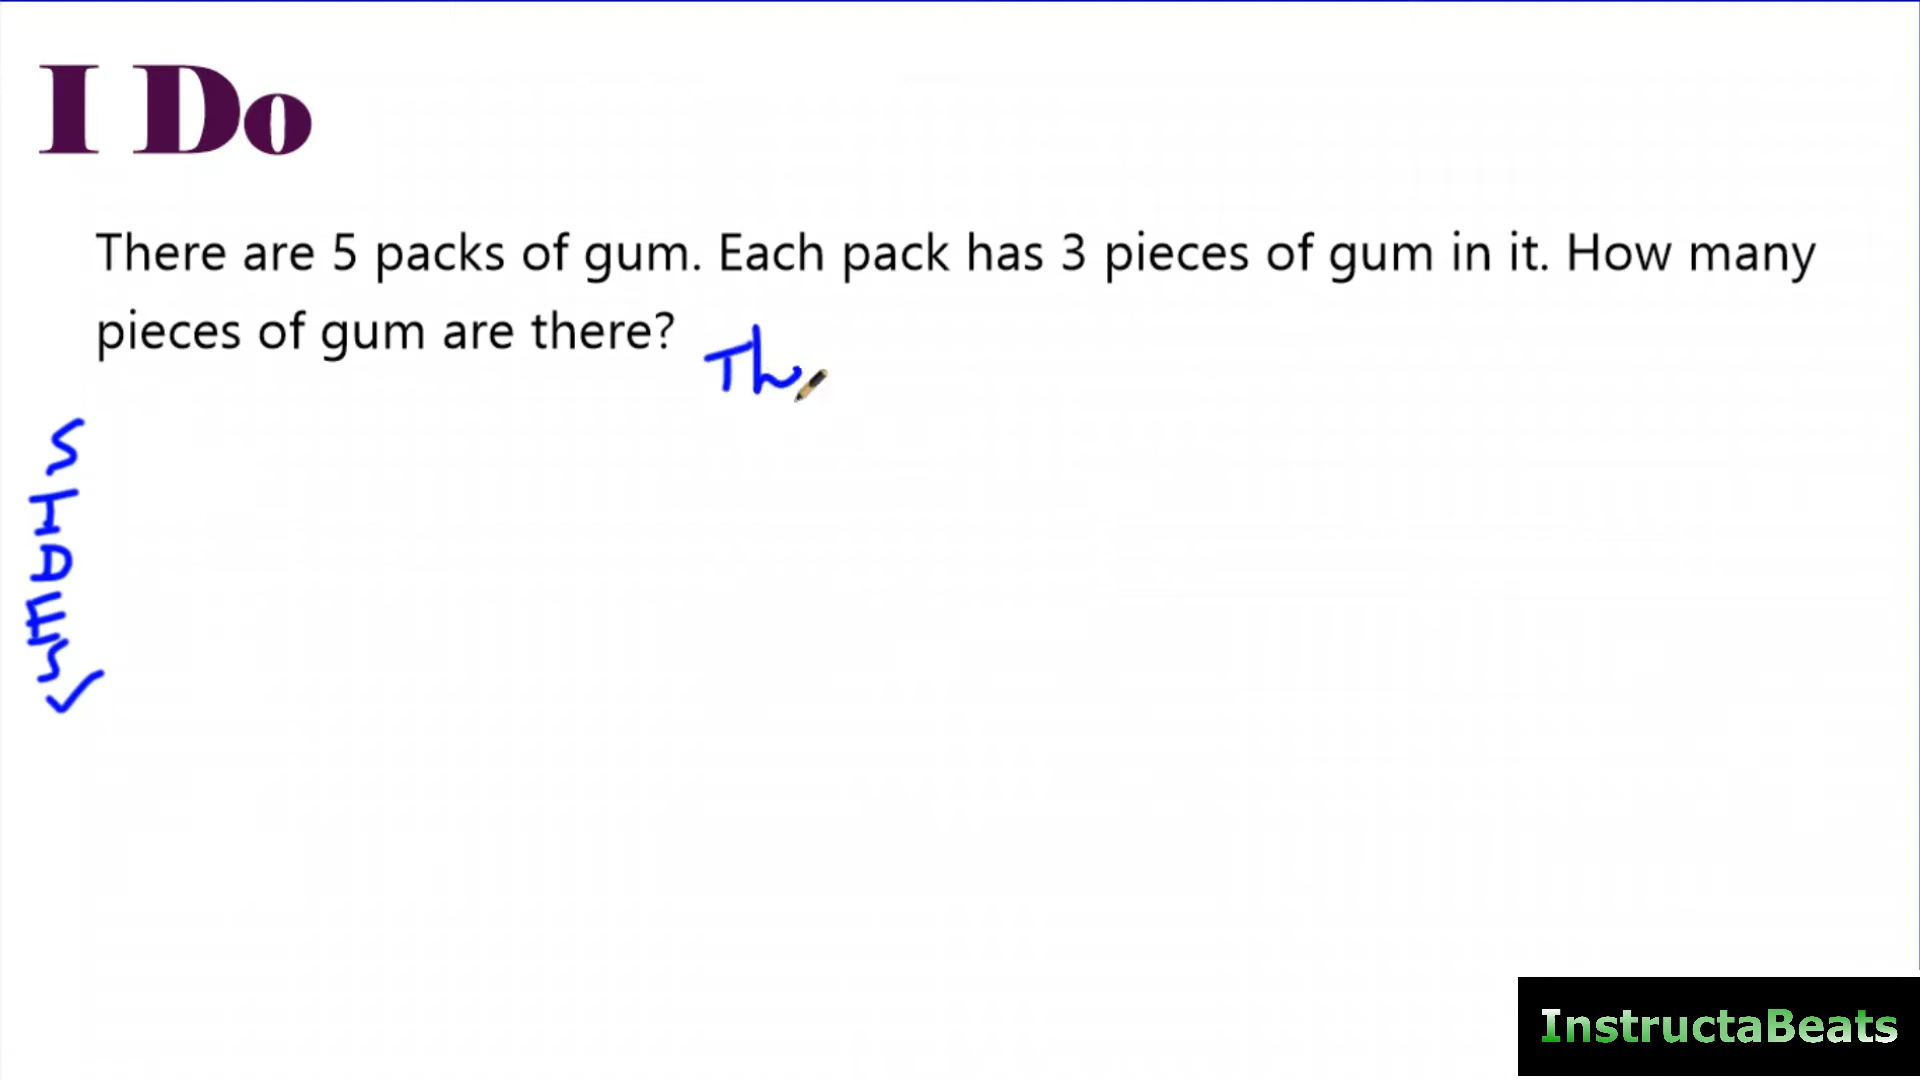 I Do
There are 5 packs of gum. Each pack has 3 pieces of gum in it. How many
pieces of gum are there?
Th
S
I
D
E
S
✓
InstructaBeats